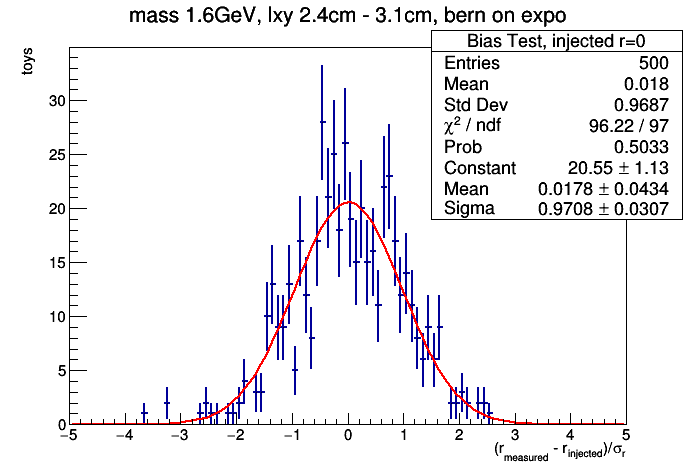 mass 1.6GeV, lxy 2.4cm - 3.1cm, bern on expo
toys
Bias Test, injected r=0
Entries 500
Mean 0.018
Std Dev 0.9687
χ² / ndf 96.22 / 97
Prob 0.5033
Constant 20.55 ± 1.13
Mean 0.0178 ± 0.0434
Sigma 0.9708 ± 0.0307
30
25
20
15
10
5
0
−5 −4 −3 −2 −1 0 1 2 3 4 5
(r_measured - r_injected)/σ_r